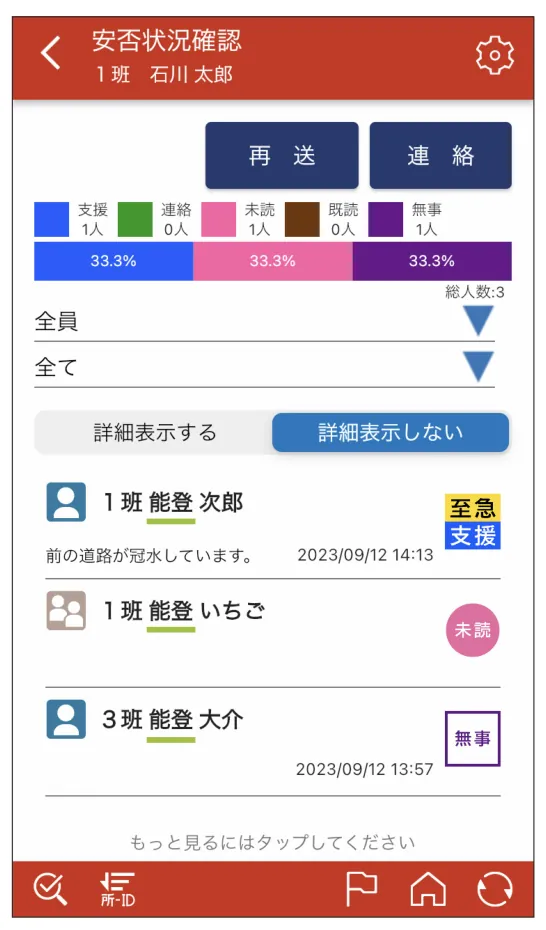 安否状況確認
1班 石川 太郎
再 送
連 絡
支援
1人
連絡
0人
未読
1人
既読
0人
無事
1人
33.3%
33.3%
33.3%
総人数:3
全員
全て
詳細表示する
詳細表示しない
1班 能登 次郎
至急
支援
前の道路が冠水しています。
2023/09/12 14:13
1班 能登 いちご
未読
3班 能登 大介
無事
2023/09/12 13:57
もっと見るにはタップしてください
所-ID